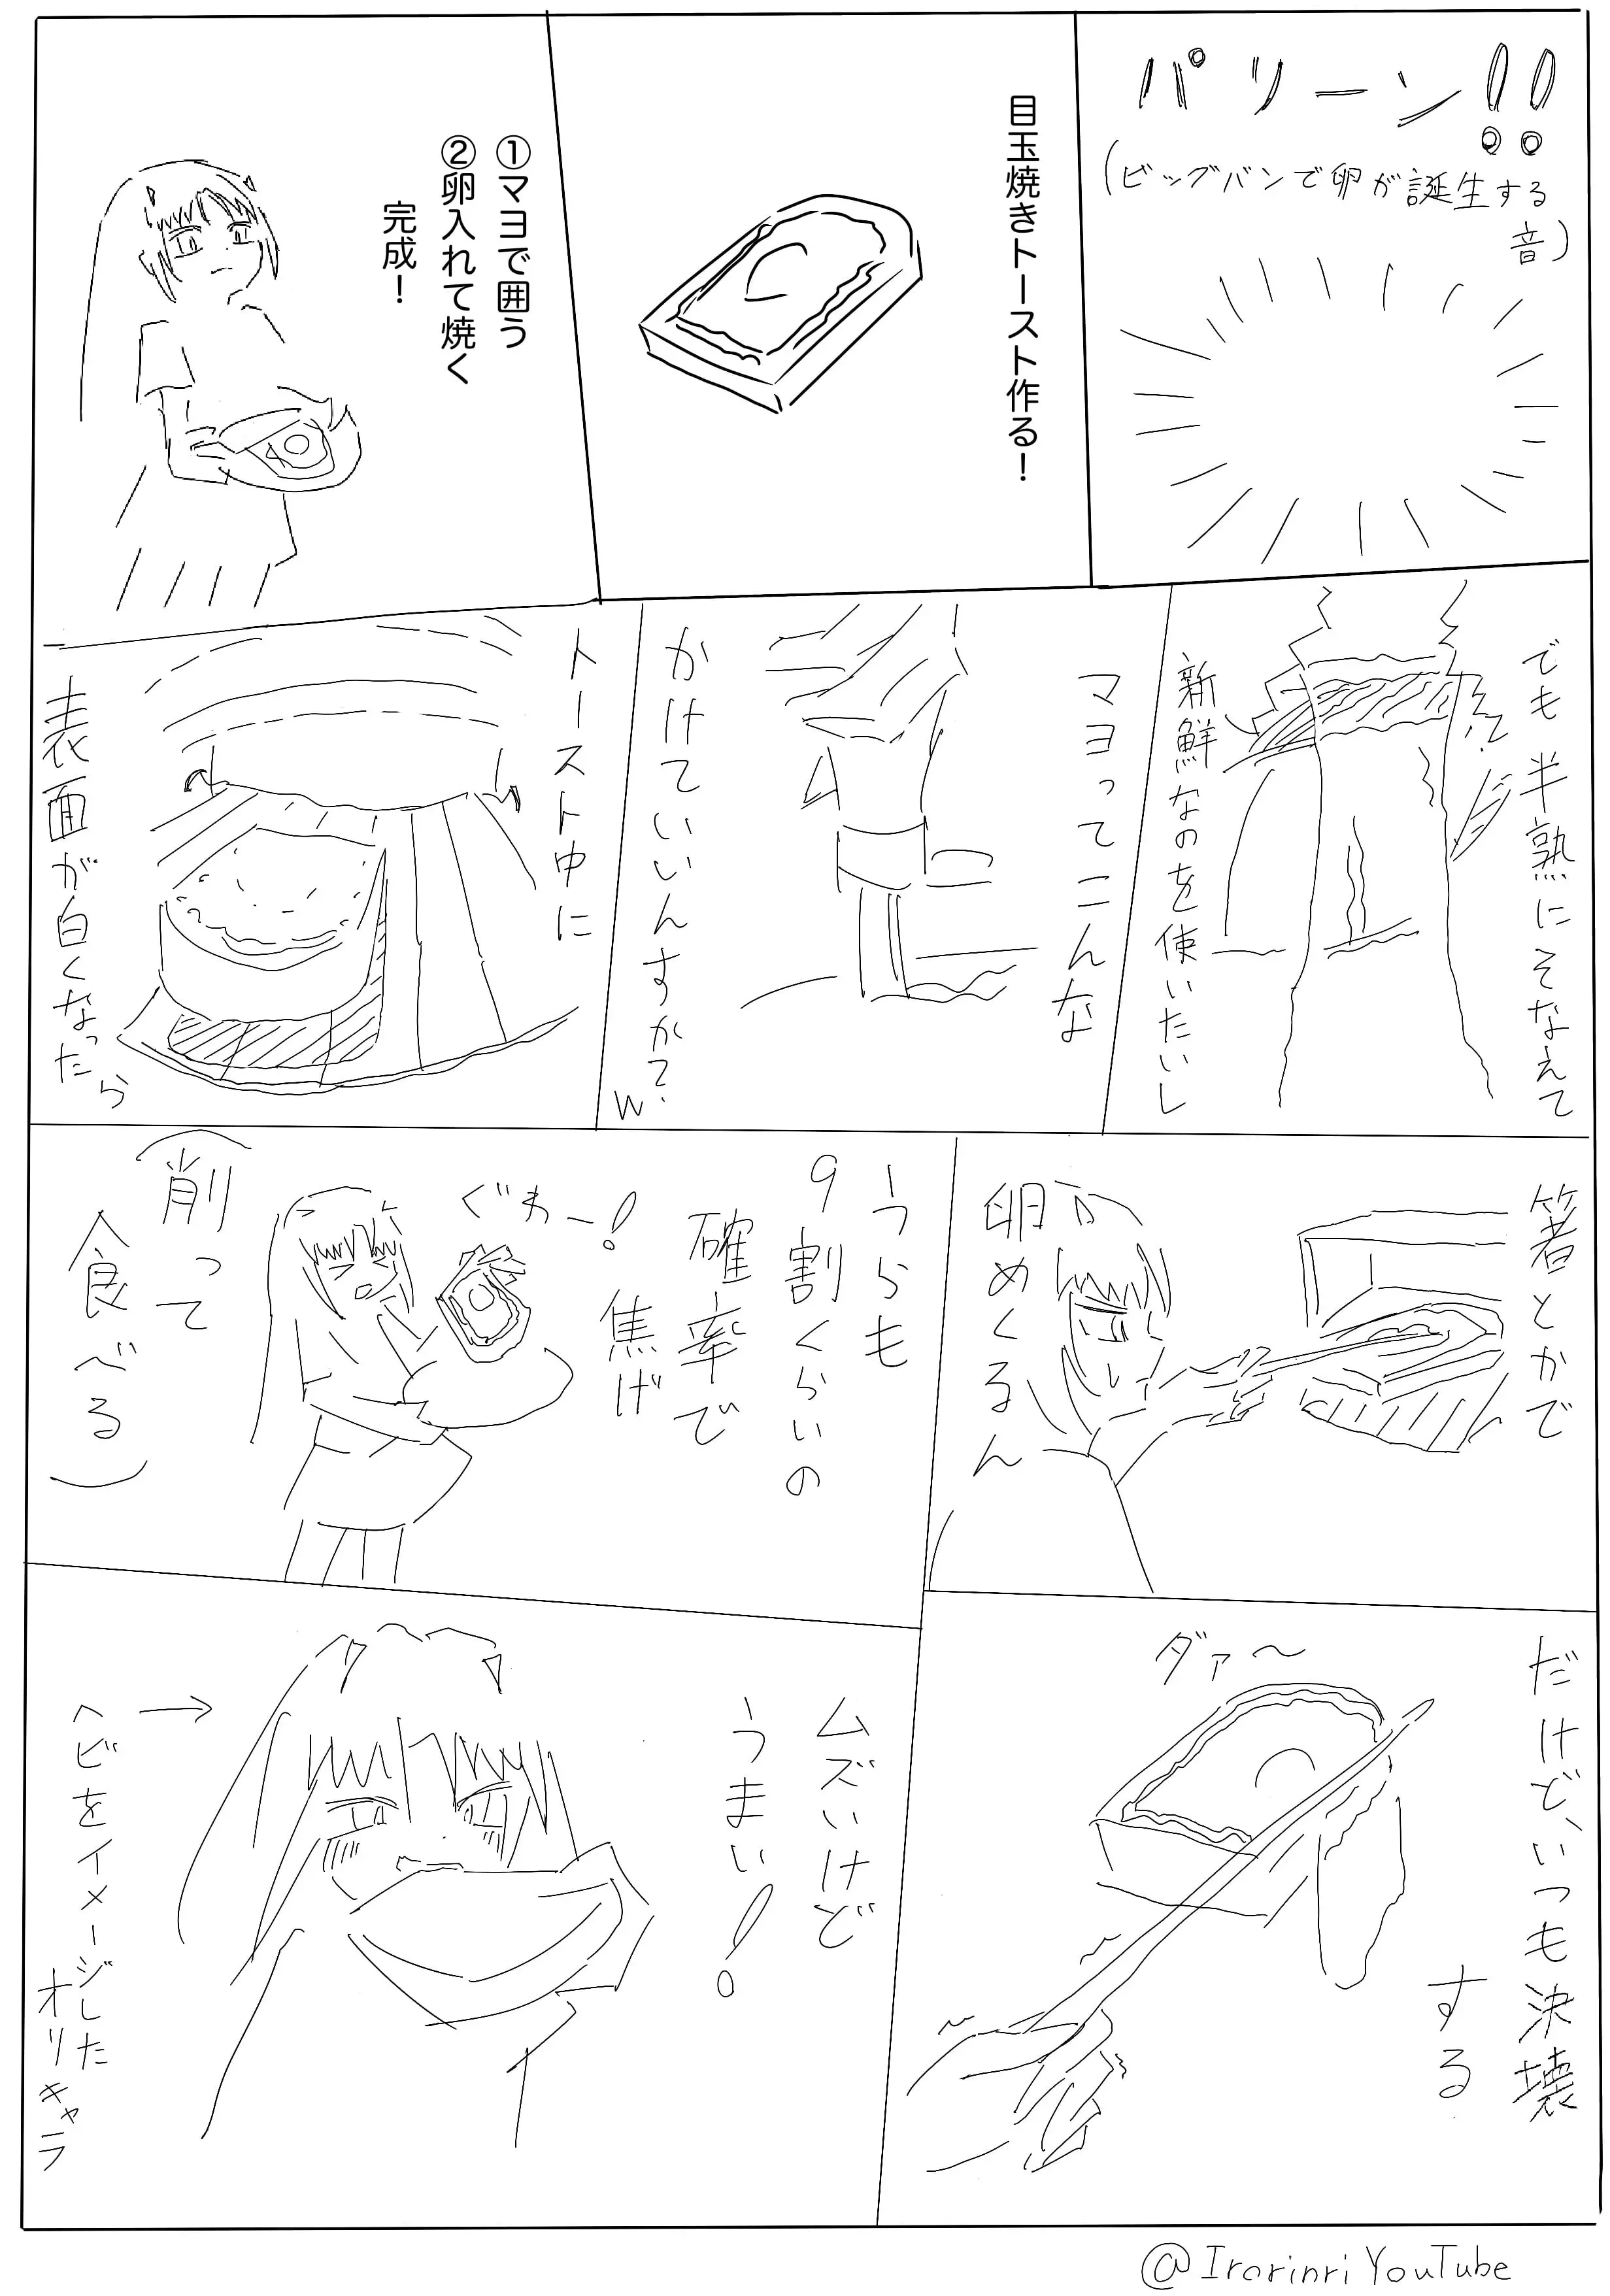 パリーン!!
(ビッグバンで卵が誕生する
音)
目玉焼きトースト作る！
①マヨで囲う
②卵入れて焼く
完成！
でも半熟にそなえて
新鮮なのを使いたいし
マヨってこんな
かけていいんすか?w
トースト中に
表面が白くなったら
箸とかで
卵めくるん
うらも
9割くらいの
確率で
焦げ
ぐわー!
(削って
食べる)
だけど、いつも決壊
する
ダァ〜
ムズいけど
うまい!
→
ヘビをイメージした
オリキャラ
@IrorinriYouTube